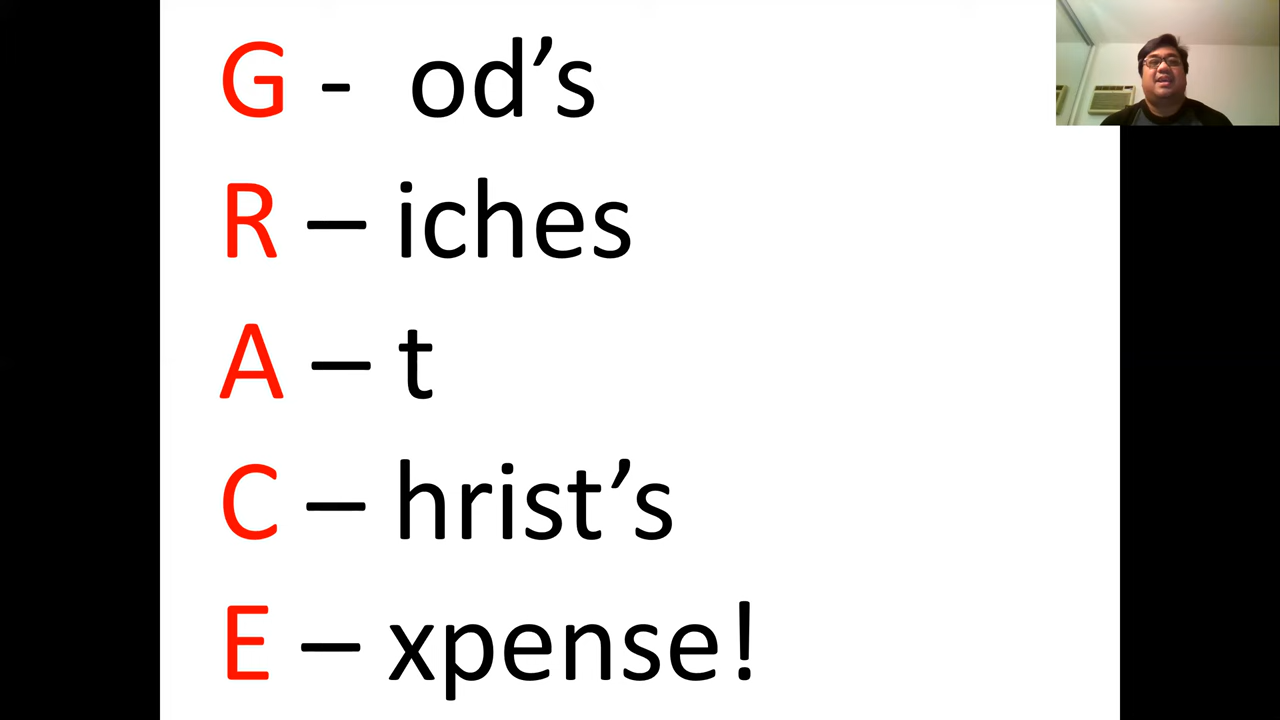 G - od’s
R – iches
A – t
C – hrist’s
E – xpense!